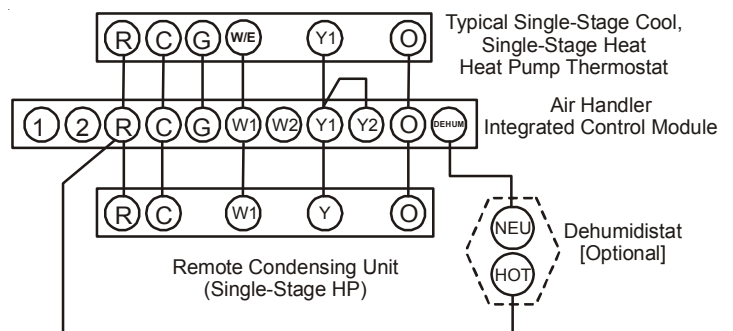 R C G W/E Y1 O
Typical Single-Stage Cool,
Single-Stage Heat
Heat Pump Thermostat
1 2 R C G W1 W2 Y1 Y2 O DEHUM
Air Handler
Integrated Control Module
R C W1 Y O
Remote Condensing Unit
(Single-Stage HP)
NEU
HOT
Dehumidistat
[Optional]